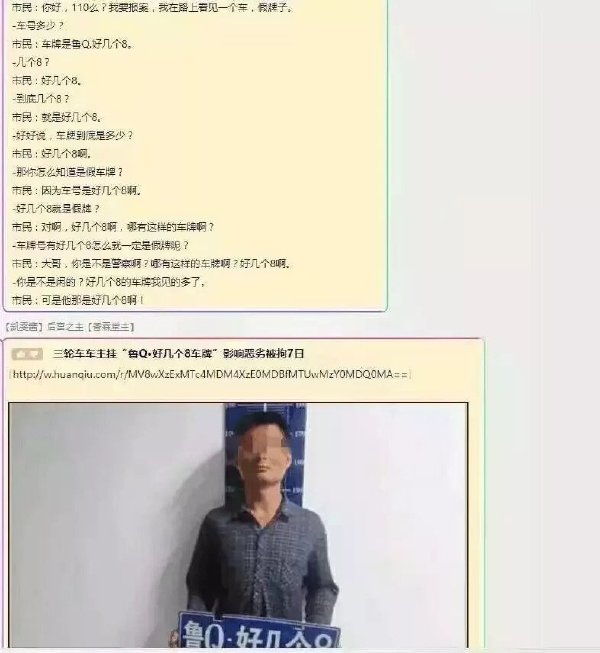 市民：你好，110么？我要报案，我在路上看见一个车，假牌子。
-车号多少？
市民：车牌是鲁Q.好几个8。
-几个8？
市民：好几个8。
-到底几个8？
市民：就是好几个8。
-好好说，车牌到底是多少？
市民：好几个8啊。
-那你怎么知道是假车牌？
市民：因为车号是好几个8啊。
-好几个8就是假牌？
市民：对啊，好几个8啊，哪有这样的车牌啊？
-车牌号有好几个8怎么就一定是假牌呢？
市民：大哥，你是不是警察啊？哪有这样的车牌啊？好几个8啊。
-你是不是闲的？好几个8的车牌我见的多了。
市民：可是他那是好几个8啊！
后宫之主
三轮车车主挂“鲁Q·好几个8车牌”影响恶劣被拘7日
http://w.huanqiu.com/r/MV8wXzExMTc4MDM4XzE0MDBfMTUwMzY0MDQ0MA==
鲁Q·好几个8